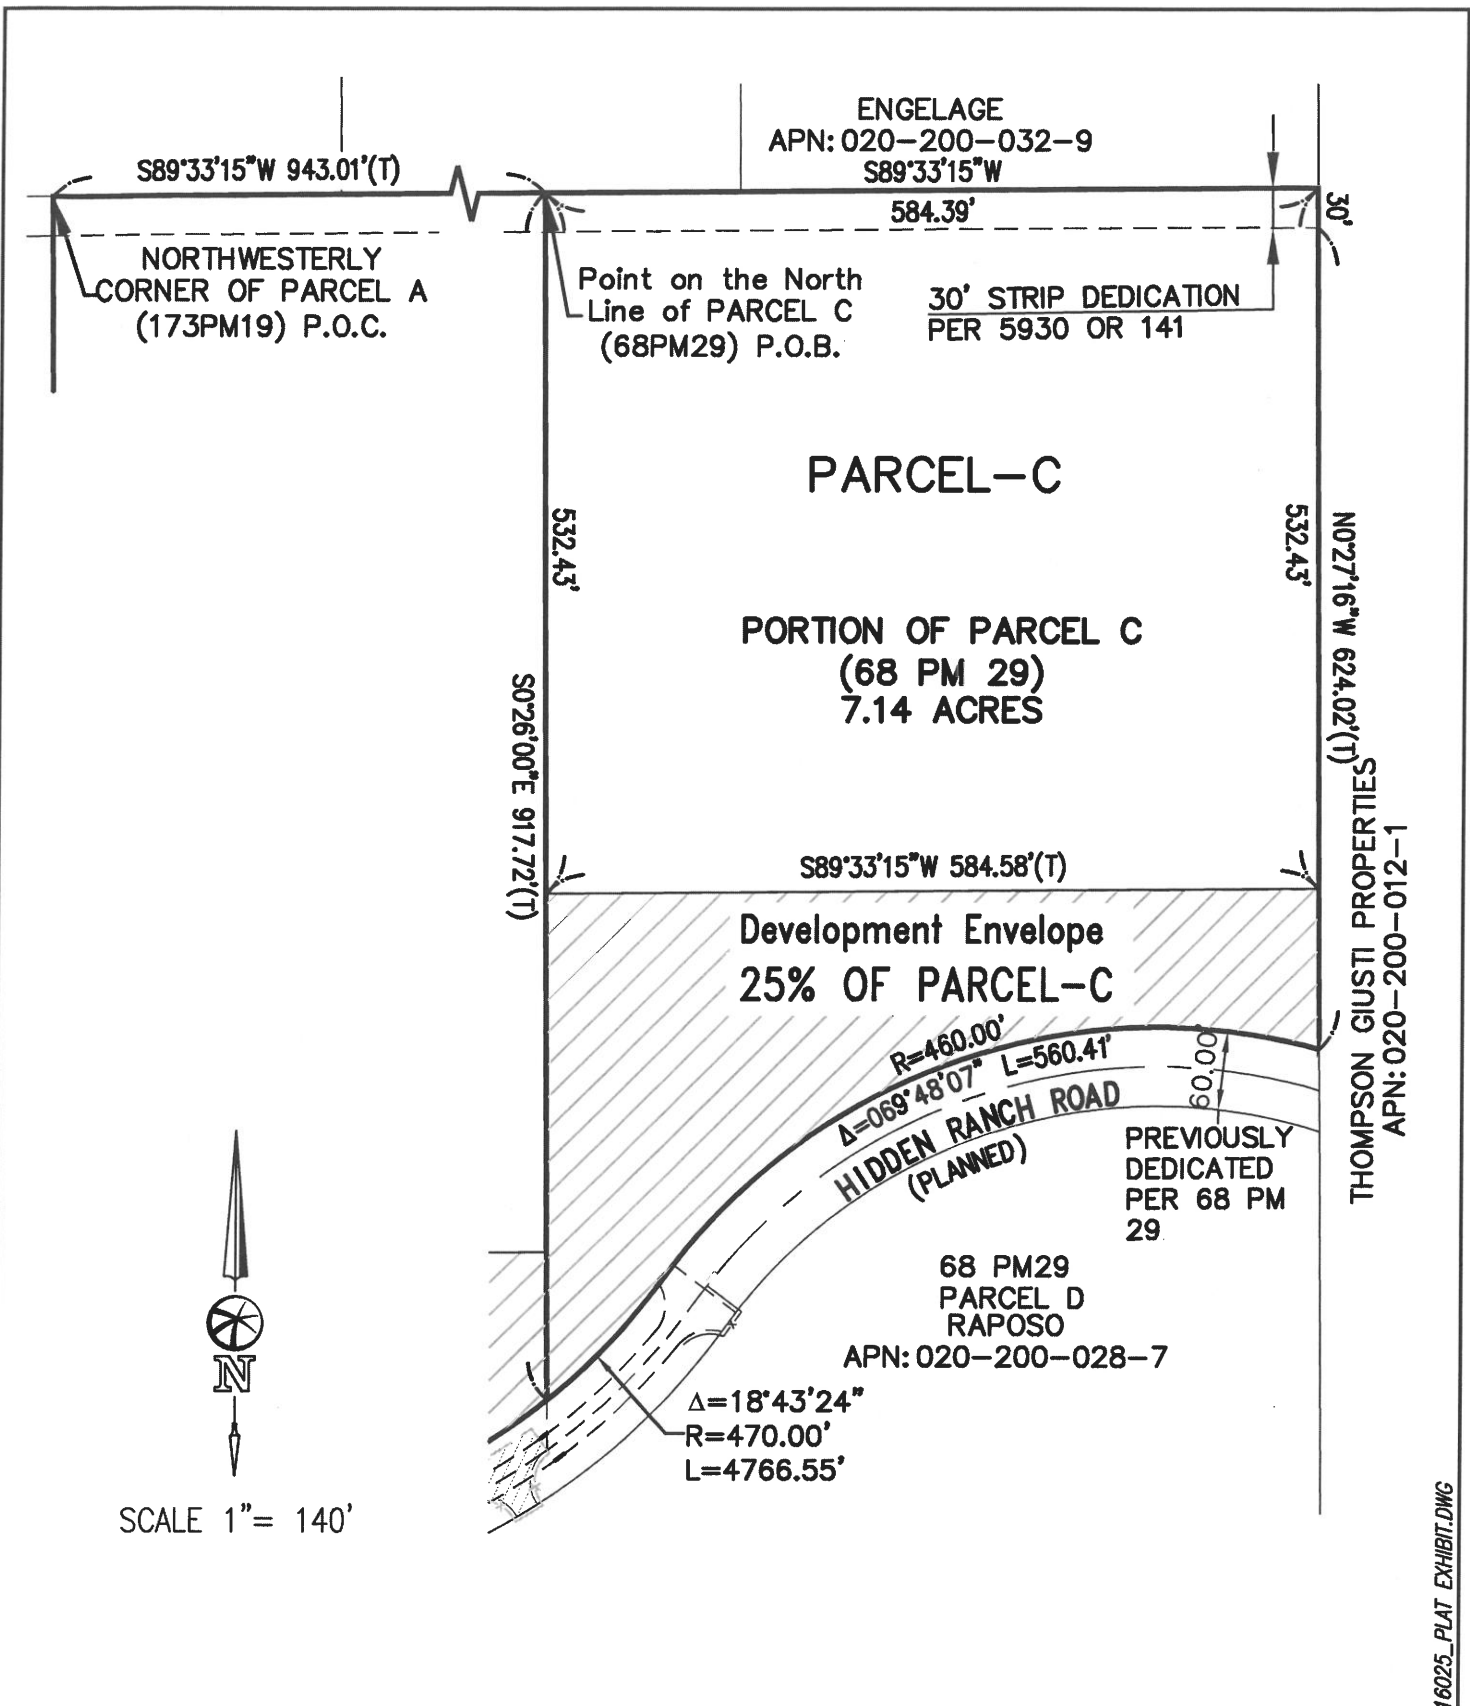 ENGELAGE
APN: 020-200-032-9
S89°33'15"W 943.01'(T)
S89°33'15"W
584.39'
30'
NORTHWESTERLY
CORNER OF PARCEL A
(173PM19) P.O.C.
Point on the North
Line of PARCEL C
(68PM29) P.O.B.
30' STRIP DEDICATION
PER 5930 OR 141
PARCEL-C
532.43'
532.43'
N0°27'16"W 624.02'(T)
PORTION OF PARCEL C
(68 PM 29)
7.14 ACRES
S0°26'00"E 917.72'(T)
THOMPSON GIUSTI PROPERTIES
APN: 020-200-012-1
S89°33'15"W 584.58'(T)
Development Envelope
25% OF PARCEL-C
R=460.00'
Δ=069°48'07" L=560.41'
60.00'
HIDDEN RANCH ROAD
(PLANNED)
PREVIOUSLY
DEDICATED
PER 68 PM
29
68 PM29
PARCEL D
RAPOSO
APN: 020-200-028-7
Δ=18°43'24"
R=470.00'
L=4766.55'
N
SCALE 1"= 140'
16025_PLAT EXHIBIT.DWG